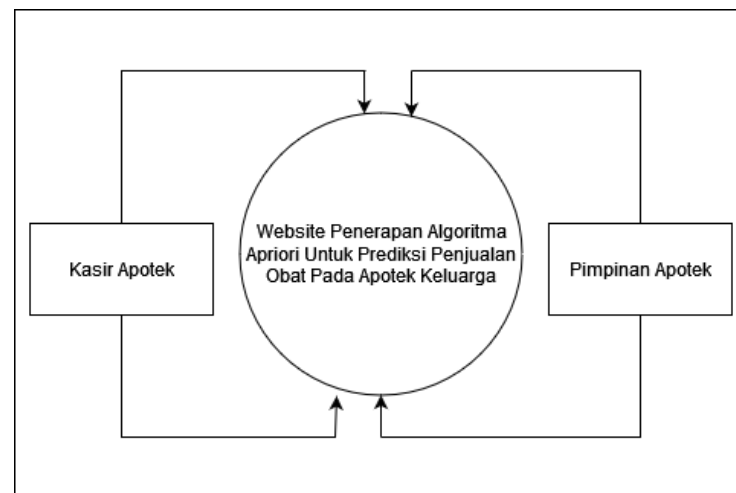 Kasir Apotek
Website Penerapan Algoritma
Apriori Untuk Prediksi Penjualan
Obat Pada Apotek Keluarga
Pimpinan Apotek